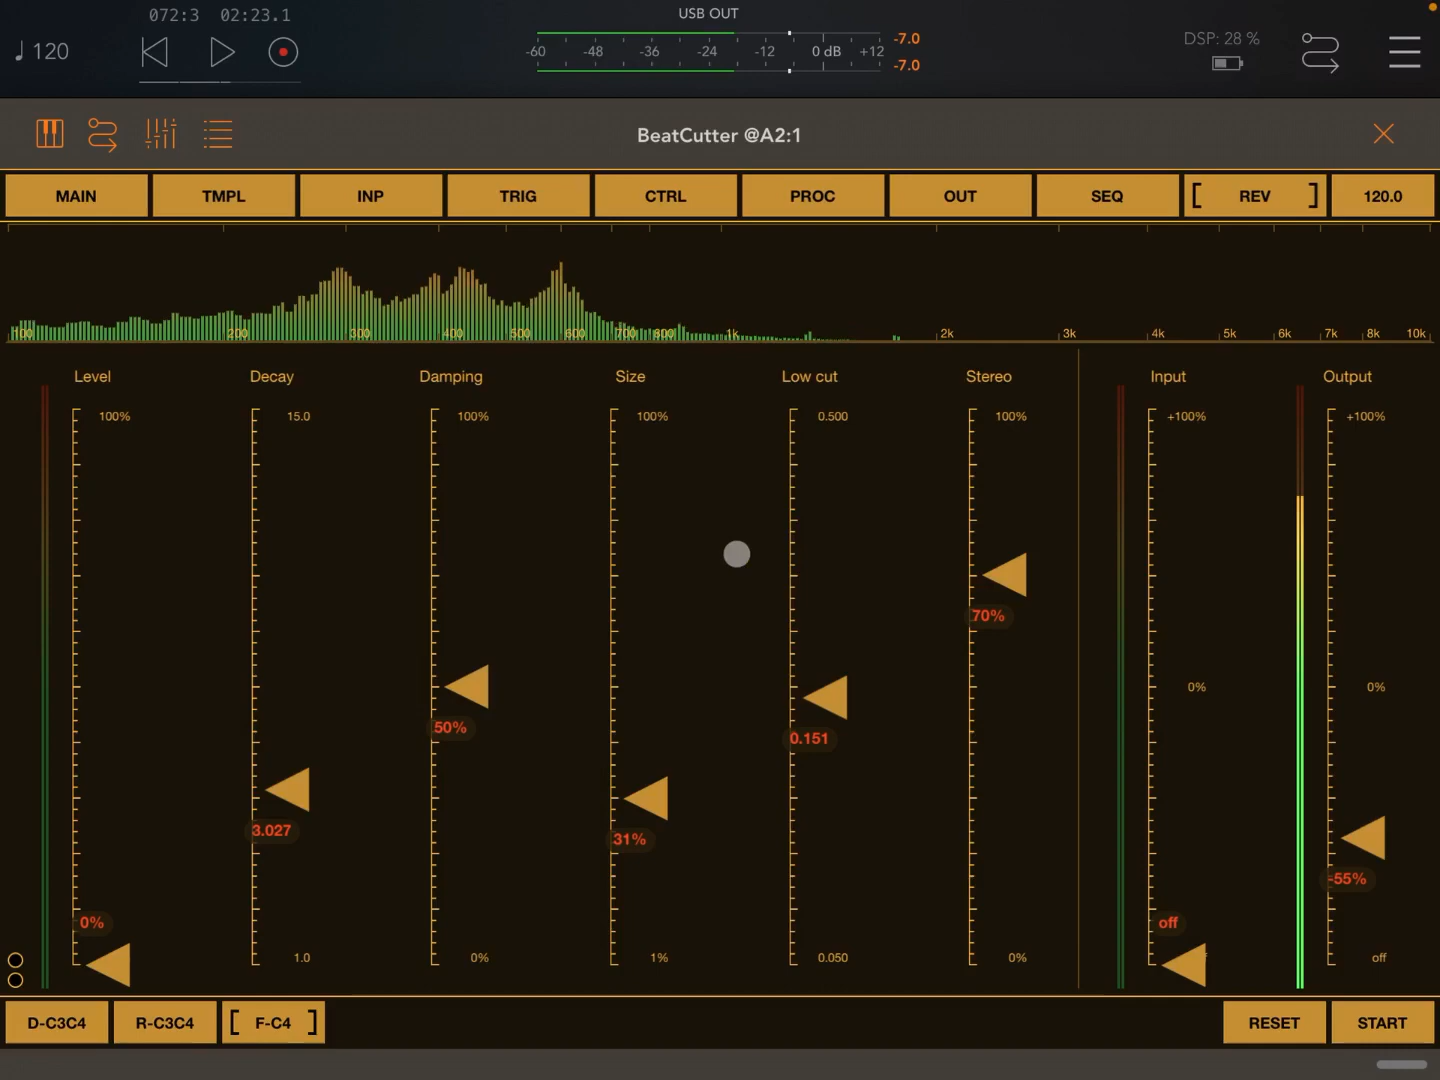 072:3 02:23.1
USB OUT
120
-60 -48 -36 -24 -12 0 dB +12
-7.0
-7.0
DSP: 28 %
BeatCutter @A2:1
MAIN TMPL INP TRIG CTRL PROC OUT SEQ [ REV ] 120.0
100 200 300 400 500 600 700 800 1k 2k 3k 4k 5k 6k 7k 10k
Level Decay Damping Size Low cut Stereo Input Output
100% 15.0 100% 100% 0.500 100% +100% +100%
70%
0% 0%
50%
0.151
3.027
31%
-55%
0%
off
1.0 0% 1% 0.050 0% off
D-C3C4 R-C3C4 [ F-C4 ] RESET START